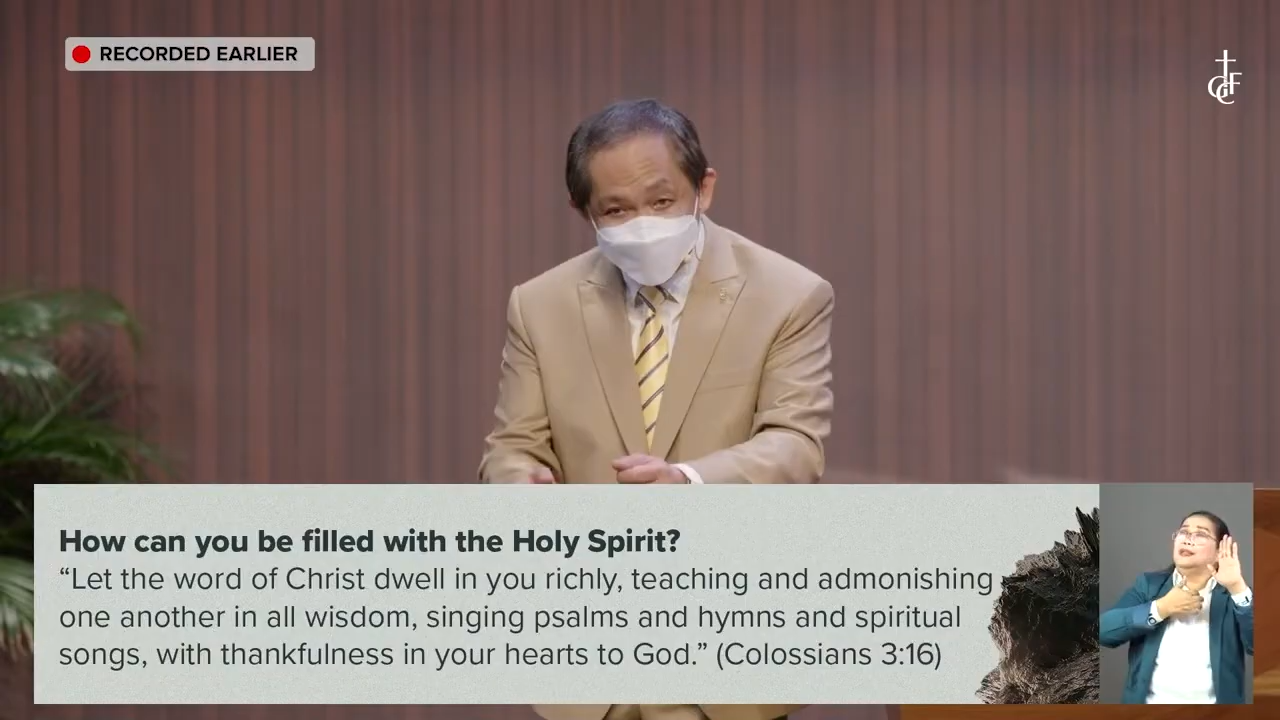 RECORDED EARLIER
GCF
How can you be filled with the Holy Spirit?
“Let the word of Christ dwell in you richly, teaching and admonishing
one another in all wisdom, singing psalms and hymns and spiritual
songs, with thankfulness in your hearts to God.” (Colossians 3:16)